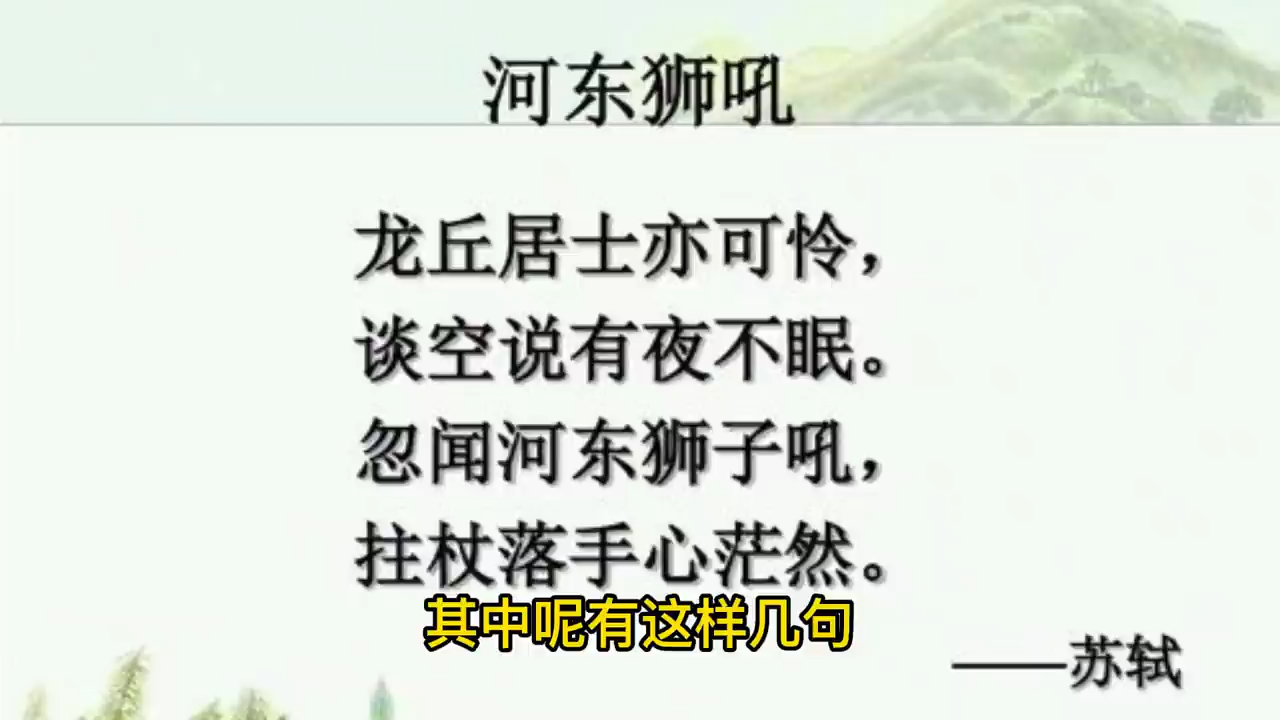 河东狮吼
龙丘居士亦可怜，
谈空说有夜不眠。
忽闻河东狮子吼，
拄杖落手心茫然。
其中呢有这样几句
——苏轼